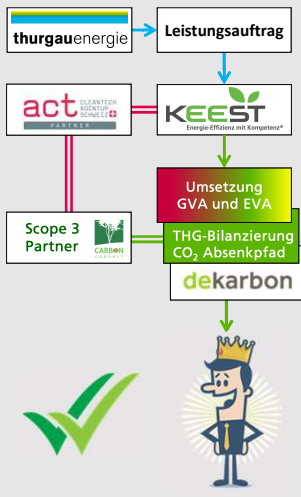 thurgauenergie
Leistungsauftrag
act
CLEANTECH
AGENTUR
SCHWEIZ
PARTNER
KEEST
Energie-Effizienz mit Kompetenz®
Umsetzung
GVA und EVA
Scope 3
Partner
CARBON
CONNECT
THG-Bilanzierung
CO₂ Absenkpfad
dekarbon